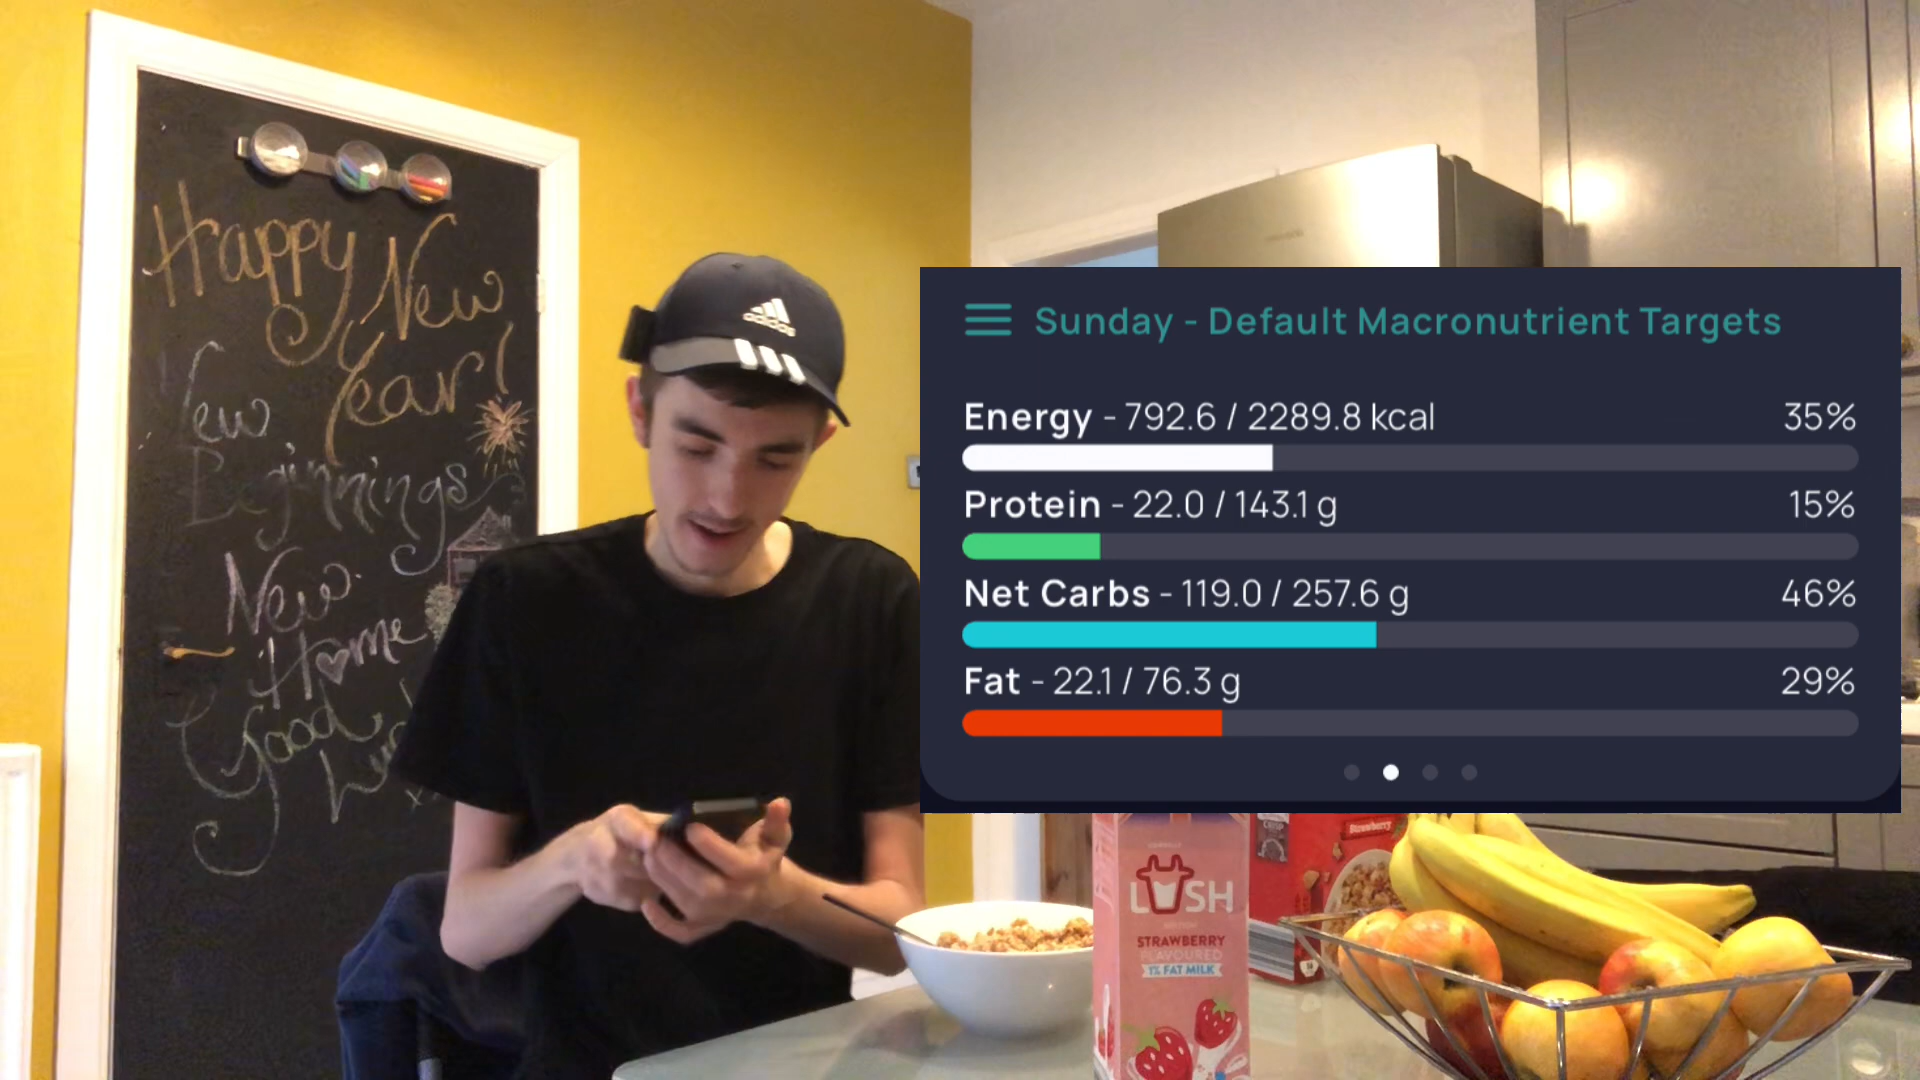 Happy New
Year!
New
Beginnings
New
Home
Good
Luck
x
adidas
Sunday - Default Macronutrient Targets
Energy - 792.6 / 2289.8 kcal 35%
Protein - 22.0 / 143.1 g 15%
Net Carbs - 119.0 / 257.6 g 46%
Fat - 22.1 / 76.3 g 29%
LUSH
STRAWBERRY
FLAVOURED
1% FAT MILK
CRISP
Strawberry